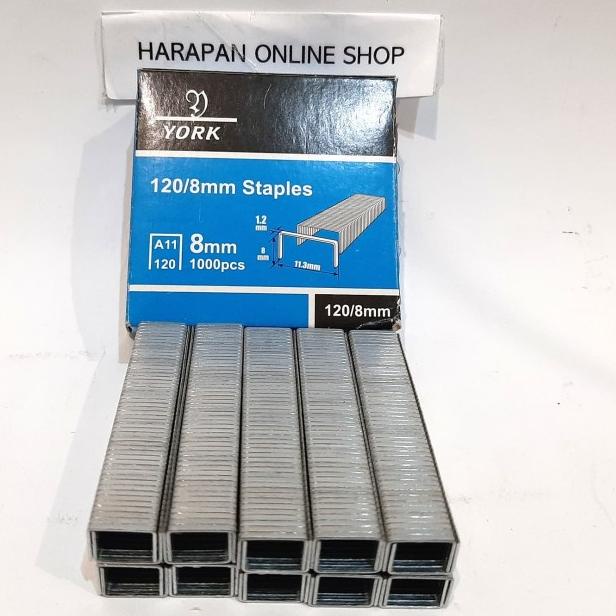 HARAPAN ONLINE SHOP
Y
YORK
120/8mm Staples
1.2
mm
A11
120
8mm
1000pcs
8
mm
11.3mm
120/8mm